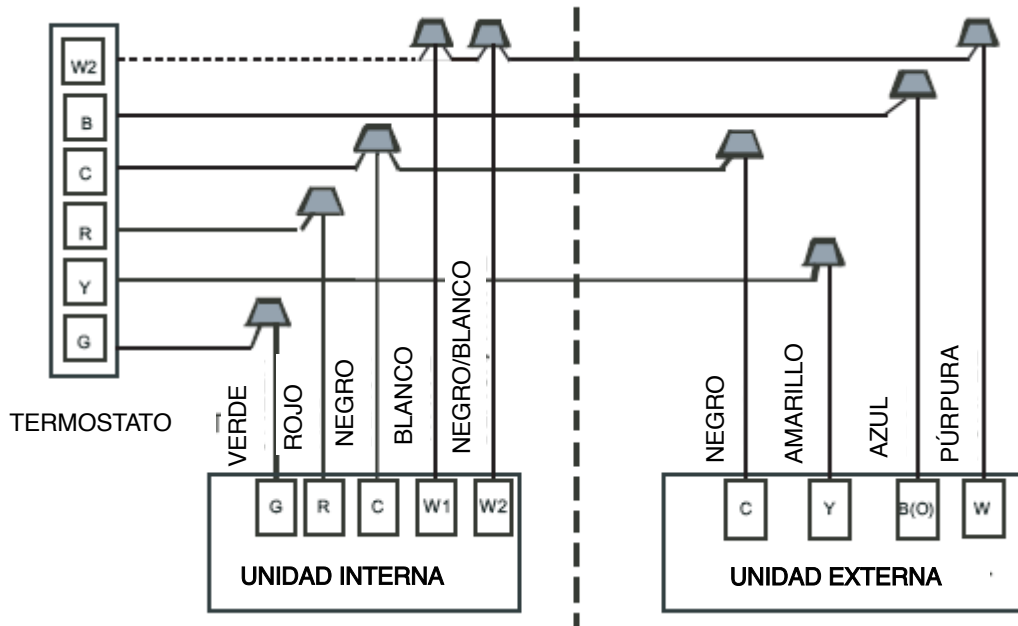 W2
B
C
R
Y
G
TERMOSTATO
VERDE
ROJO
NEGRO
BLANCO
NEGRO/BLANCO
NEGRO
AMARILLO
AZUL
PÚRPURA
G R C W1 W2
UNIDAD INTERNA
C Y B(O) W
UNIDAD EXTERNA